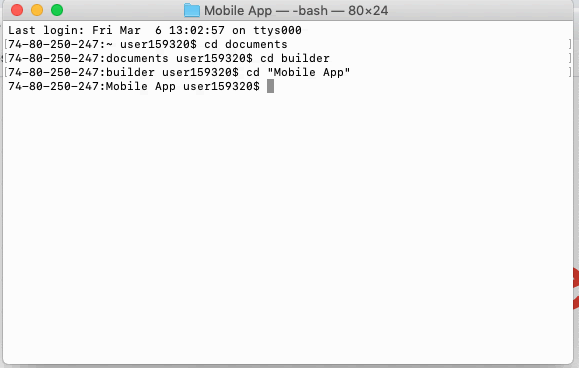 Mobile App — -bash — 80×24
Last login: Fri Mar  6 13:02:57 on ttys000
[74-80-250-247:~ user159320$ cd documents ]
[74-80-250-247:documents user159320$ cd builder ]
[74-80-250-247:builder user159320$ cd "Mobile App" ]
74-80-250-247:Mobile App user159320$